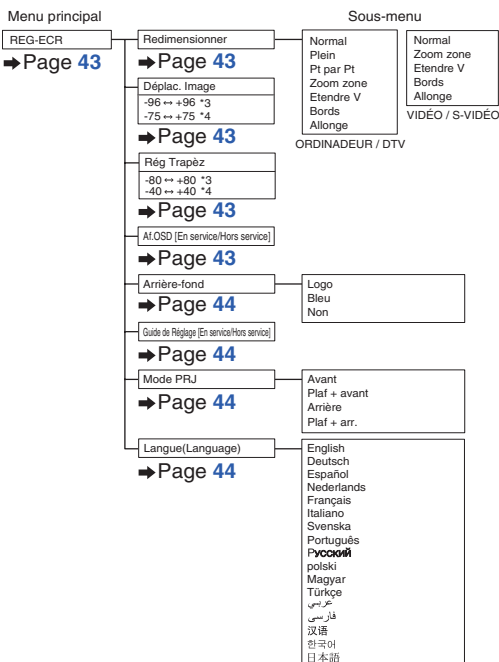 Menu principal
Sous-menu
REG-ECR
➡Page 43
Redimensionner
➡Page 43
Normal
Plein
Pt par Pt
Zoom zone
Etendre V
Bords
Allonge
ORDINADEUR / DTV
Normal
Zoom zone
Etendre V
Bords
Allonge
VIDÉO / S-VIDÉO
Déplac. Image
-96 ↔ +96 *3
-75 ↔ +75 *4
➡Page 43
Rég Trapèz
-80 ↔ +80 *3
-40 ↔ +40 *4
➡Page 43
Af.OSD [En service/Hors service]
➡Page 43
Arrière-fond
➡Page 44
Logo
Bleu
Non
Guide de Réglage [En service/Hors service]
➡Page 44
Mode PRJ
➡Page 44
Avant
Plaf + avant
Arrière
Plaf + arr.
Langue(Language)
➡Page 44
English
Deutsch
Español
Nederlands
Français
Italiano
Svenska
Português
Русский
polski
Magyar
Türkçe
عربي
فارسی
汉语
한국어
日本語